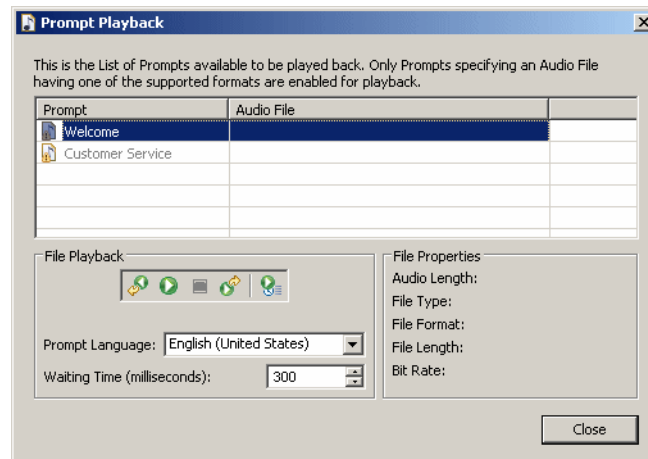 Prompt Playback
This is the List of Prompts available to be played back. Only Prompts specifying an Audio File
having one of the supported formats are enabled for playback.
Prompt Audio File
Welcome
Customer Service
File Playback
Prompt Language: English (United States)
Waiting Time (milliseconds): 300
File Properties
Audio Length:
File Type:
File Format:
File Length:
Bit Rate:
Close